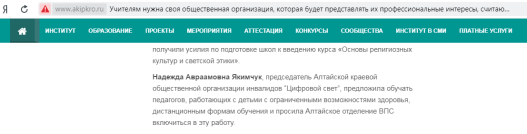 Я
www.akipkro.ru Учителям нужна своя общественная организация, которая будет представлять их профессиональные интересы, считаю...
ИНСТИТУТ ОБРАЗОВАНИЕ ПРОЕКТЫ МЕРОПРИЯТИЯ АТТЕСТАЦИЯ КОНКУРСЫ СООБЩЕСТВА ИНСТИТУТ В СМИ ПЛАТНЫЕ УСЛУГИ
получили усилия по подготовке школ к введению курса «Основы религиозных
культур и светской этики».
Надежда Авраамовна Якимчук, председатель Алтайской краевой
общественной организации инвалидов "Цифровой свет", предложила обучать
педагогов, работающих с детьми с ограниченными возможностями здоровья,
дистанционным формам обучения и просила Алтайское отделение ВПС
включиться в эту работу.